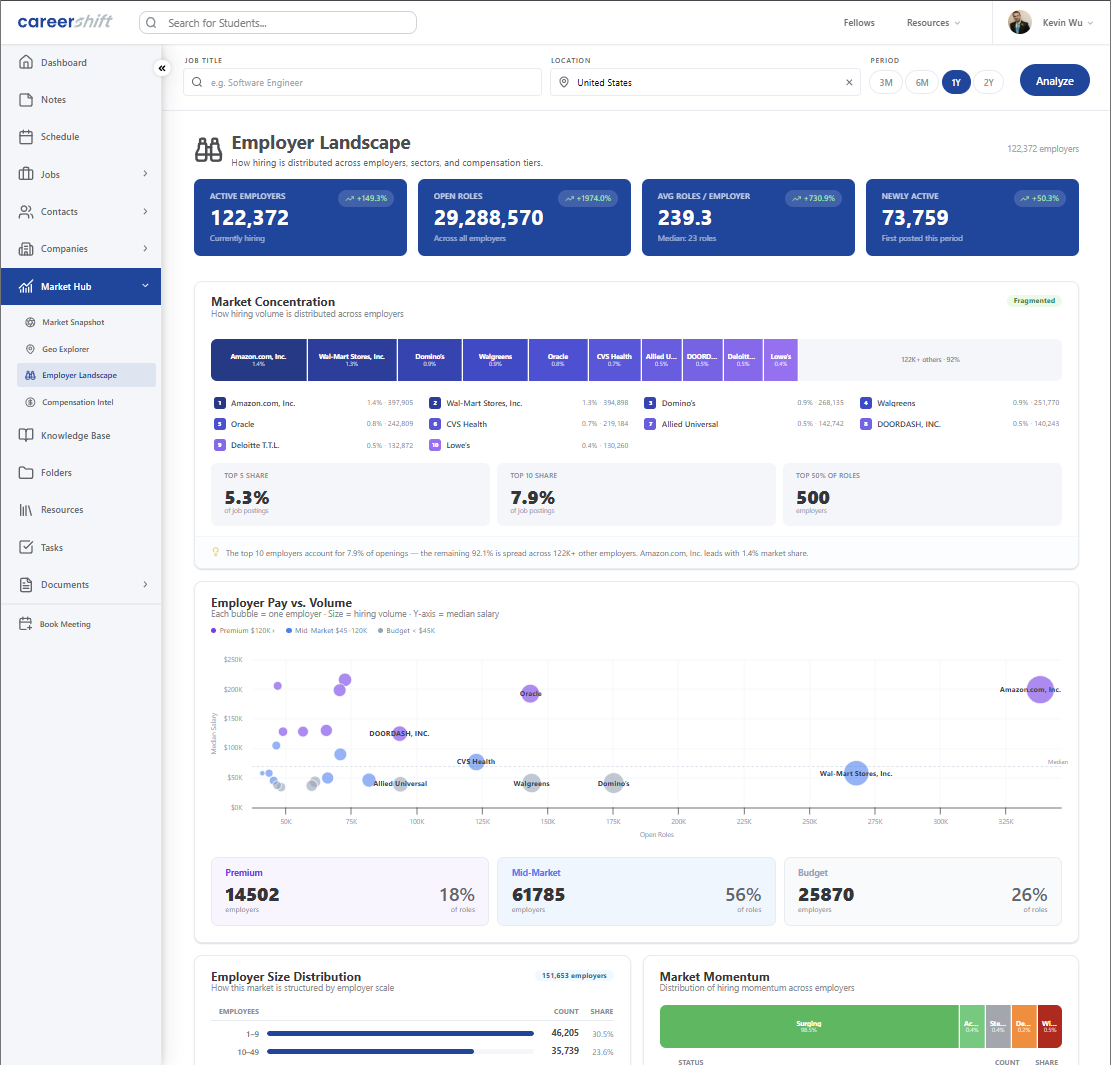 careershift
Search for Students...
Fellows
Resources
Kevin Wu
Dashboard
Notes
Schedule
Jobs
Contacts
Companies
Market Hub
Market Snapshot
Geo Explorer
Employer Landscape
Compensation Intel
Knowledge Base
Folders
Resources
Tasks
Documents
Book Meeting
JOB TITLE
e.g. Software Engineer
LOCATION
United States
PERIOD
3M 6M 1Y 2Y
Analyze
Employer Landscape
How hiring is distributed across employers, sectors, and compensation tiers.
122,372 employers
ACTIVE EMPLOYERS
+149.3%
122,372
Currently hiring
OPEN ROLES
+1974.0%
29,288,570
Across all employers
AVG ROLES / EMPLOYER
+730.9%
239.3
Median: 23 roles
NEWLY ACTIVE
+50.3%
73,759
First posted this period
Market Concentration
How hiring volume is distributed across employers
Fragmented
Amazon.com, Inc. 1.4%
Wal-Mart Stores, Inc. 1.3%
Domino's 0.9%
Walgreens 0.9%
Oracle 0.8%
CVS Health 0.7%
Allied U... 0.5%
DOORD... 0.5%
Deloitt... 0.5%
Lowe's 0.4%
122K+ others · 92%
1 Amazon.com, Inc. 1.4% · 397,905
2 Wal-Mart Stores, Inc. 1.3% · 394,898
3 Domino's 0.9% · 268,135
4 Walgreens 0.9% · 251,770
5 Oracle 0.8% · 242,809
6 CVS Health 0.7% · 219,184
7 Allied Universal 0.5% · 142,742
8 DOORDASH, INC. 0.5% · 140,243
9 Deloitte T.T.L. 0.5% · 132,872
10 Lowe's 0.4% · 130,260
TOP 5 SHARE
5.3%
of job postings
TOP 10 SHARE
7.9%
of job postings
TOP 50% OF ROLES
500
employers
The top 10 employers account for 7.9% of openings — the remaining 92.1% is spread across 122K+ other employers. Amazon.com, Inc. leads with 1.4% market share.
Employer Pay vs. Volume
Each bubble = one employer · Size = hiring volume · Y-axis = median salary
Premium $120K+
Mid-Market $45-120K
Budget < $45K
Median Salary
$250K
$200K
$150K
$100K
$50K
$0K
Oracle
Amazon.com, Inc.
DOORDASH, INC.
CVS Health
Median
Wal-Mart Stores, Inc.
Allied Universal
Walgreens
Domino's
50K 75K 100K 125K 150K 175K 200K 225K 250K 275K 300K 325K
Open Roles
Premium
14502
employers
18%
of roles
Mid-Market
61785
employers
56%
of roles
Budget
25870
employers
26%
of roles
Employer Size Distribution
How this market is structured by employer scale
151,653 employers
EMPLOYEES COUNT SHARE
1–9 46,205 30.5%
10–49 35,739 23.6%
Market Momentum
Distribution of hiring momentum across employers
Surging 98.5%
Ac... 0.4%
Sta... 0.4%
De... 0.2%
Wi... 0.5%
STATUS COUNT SHARE